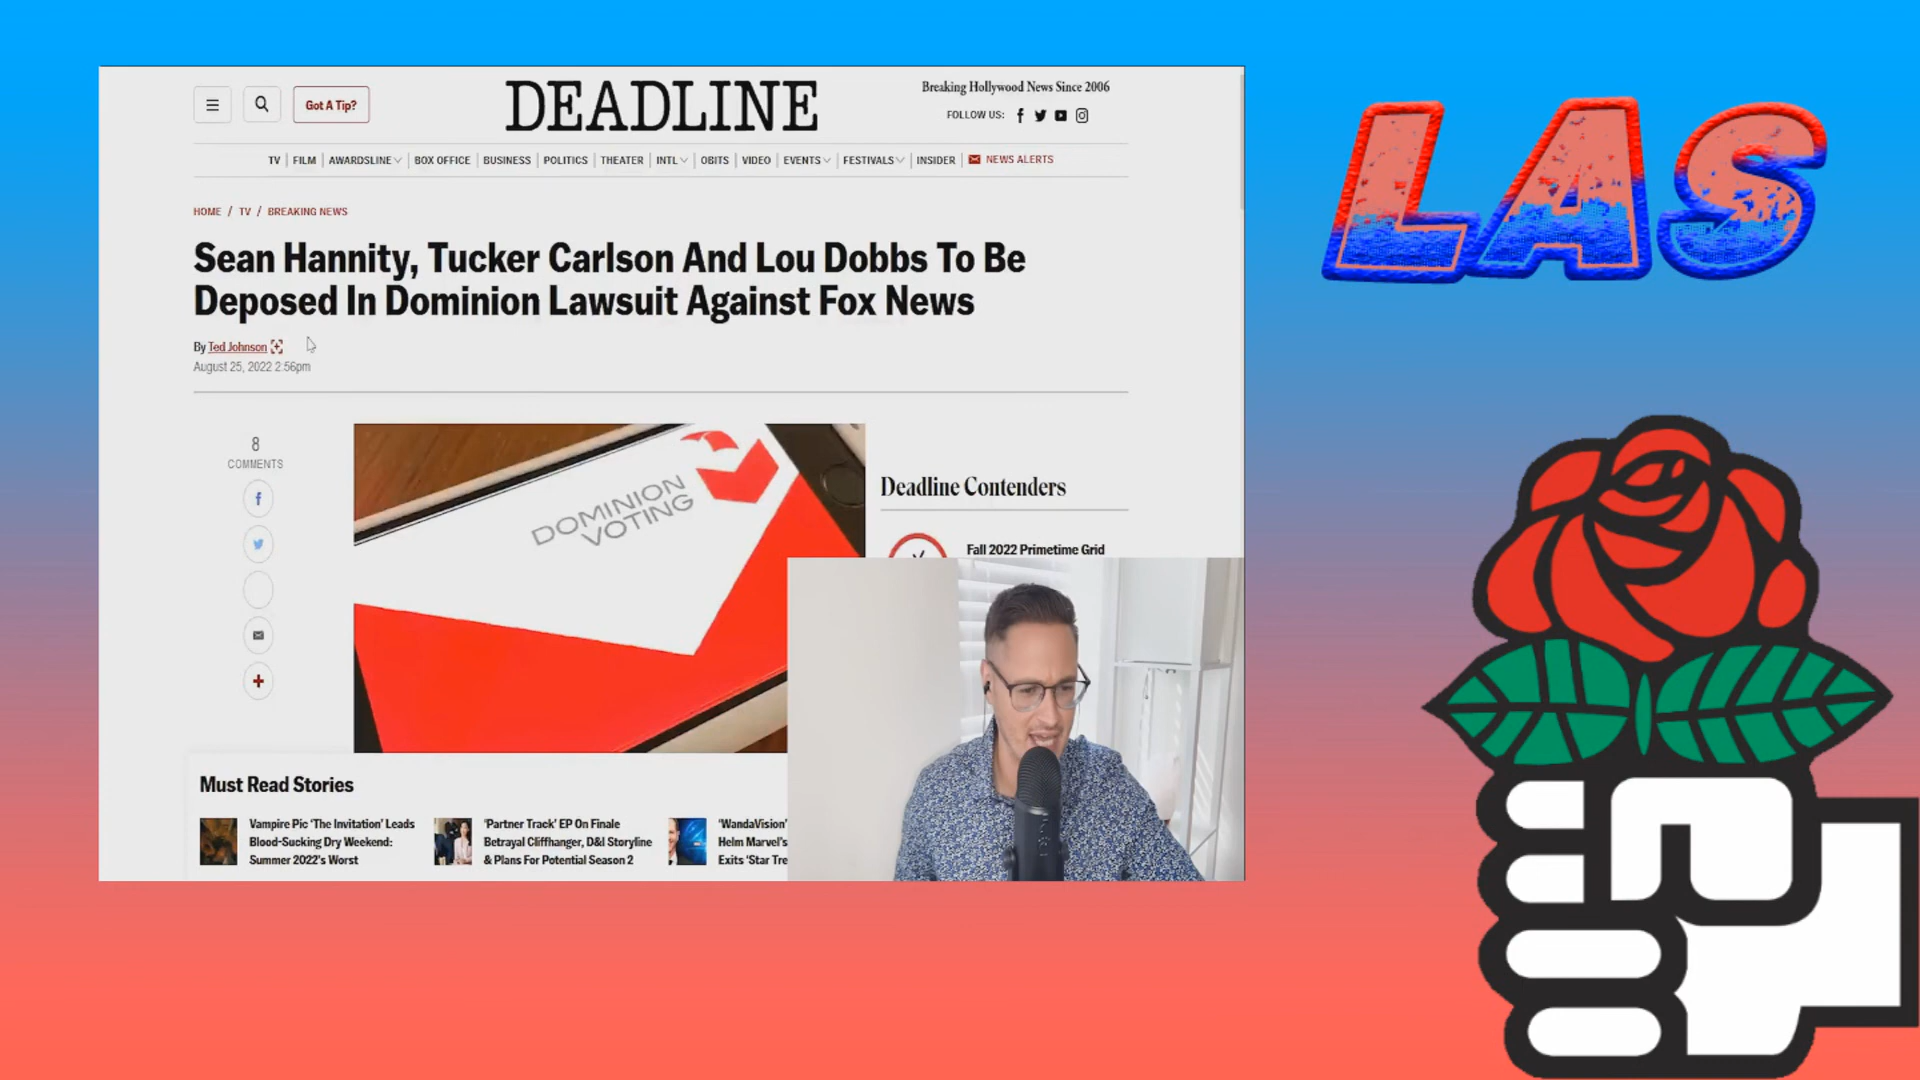 Got A Tip?
DEADLINE
Breaking Hollywood News Since 2006
FOLLOW US:
TV | FILM | AWARDSLINE | BOX OFFICE | BUSINESS | POLITICS | THEATER | INTL | OBITS | VIDEO | EVENTS | FESTIVALS | INSIDER NEWS ALERTS
HOME / TV / BREAKING NEWS
Sean Hannity, Tucker Carlson And Lou Dobbs To Be
Deposed In Dominion Lawsuit Against Fox News
By Ted Johnson
August 25, 2022 2:56pm
8
COMMENTS
DOMINION
VOTING
Deadline Contenders
Fall 2022 Primetime Grid
Must Read Stories
Vampire Pic ‘The Invitation’ Leads
Blood-Sucking Dry Weekend:
Summer 2022's Worst
‘Partner Track’ EP On Finale
Betrayal Cliffhanger, D&I Storyline
& Plans For Potential Season 2
‘WandaVision’
Helm Marvel's
Exits ‘Star Tre
LAS